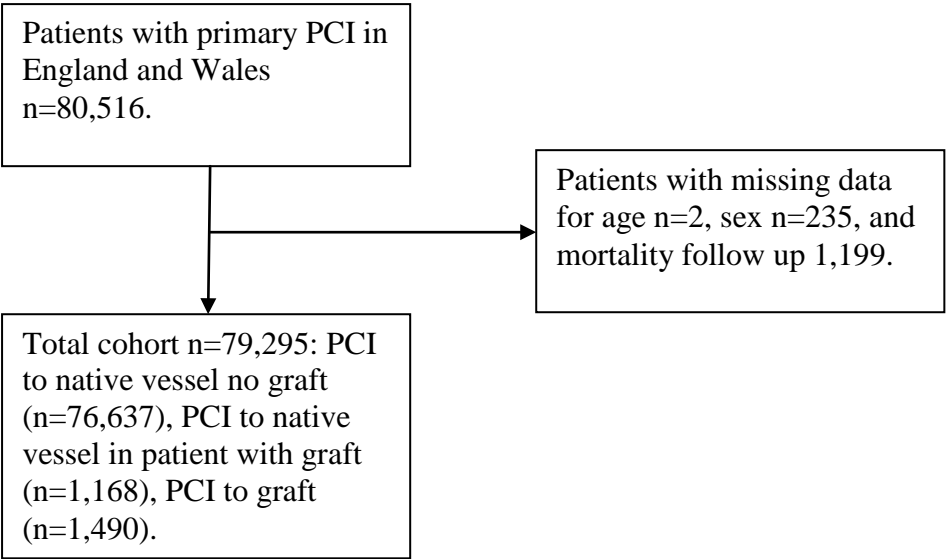 Patients with primary PCI in
England and Wales
n=80,516.
Patients with missing data
for age n=2, sex n=235, and
mortality follow up 1,199.
Total cohort n=79,295: PCI
to native vessel no graft
(n=76,637), PCI to native
vessel in patient with graft
(n=1,168), PCI to graft
(n=1,490).